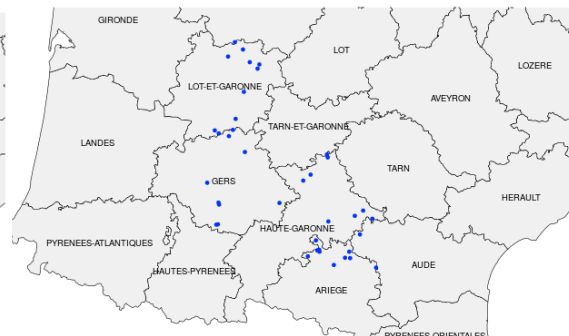 GIRONDE
LOT
LOZERE
LOT-ET-GARONNE
AVEYRON
TARN-ET-GARONNE
LANDES
TARN
GERS
HERAULT
HAUTE-GARONNE
PYRENEES-ATLANTIQUES
AUDE
HAUTES-PYRENEES
ARIEGE
PYRENEES-ORIENTALES